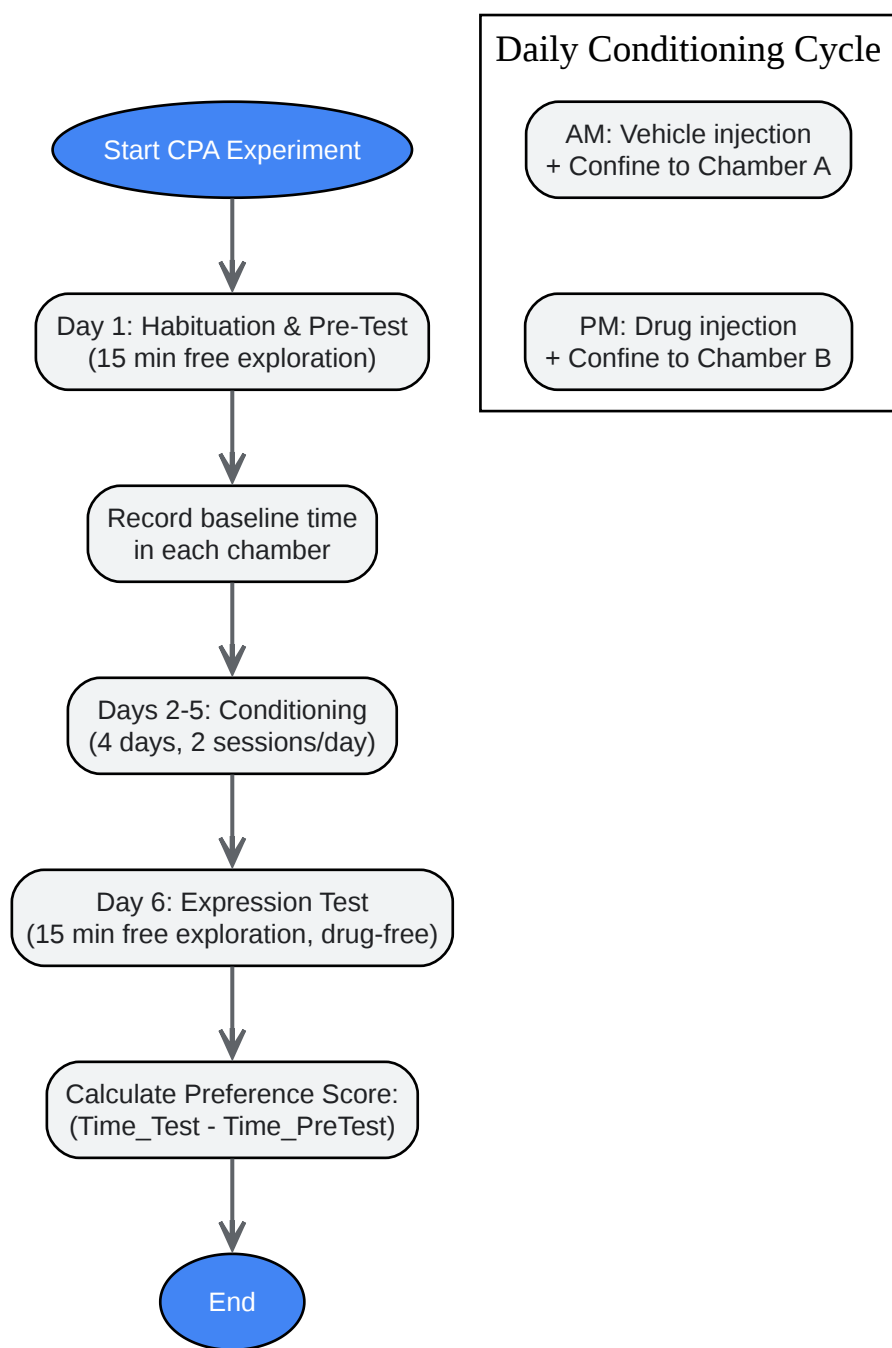 Start CPA Experiment
Day 1: Habituation & Pre-Test
(15 min free exploration)
Record baseline time
in each chamber
Days 2-5: Conditioning
(4 days, 2 sessions/day)
Day 6: Expression Test
(15 min free exploration, drug-free)
Calculate Preference Score:
(Time_Test - Time_PreTest)
End
Daily Conditioning Cycle
AM: Vehicle injection
+ Confine to Chamber A
PM: Drug injection
+ Confine to Chamber B